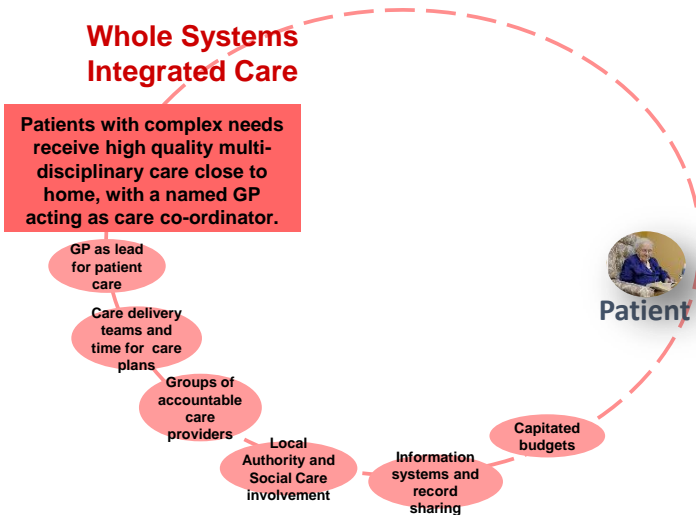 Whole Systems
Integrated Care
Patients with complex needs
receive high quality multi-
disciplinary care close to
home, with a named GP
acting as care co-ordinator.
GP as lead
for patient
care
Care delivery
teams and
time for care
plans
Groups of
accountable
care
providers
Local
Authority and
Social Care
involvement
Information
systems and
record
sharing
Capitated
budgets
Patient